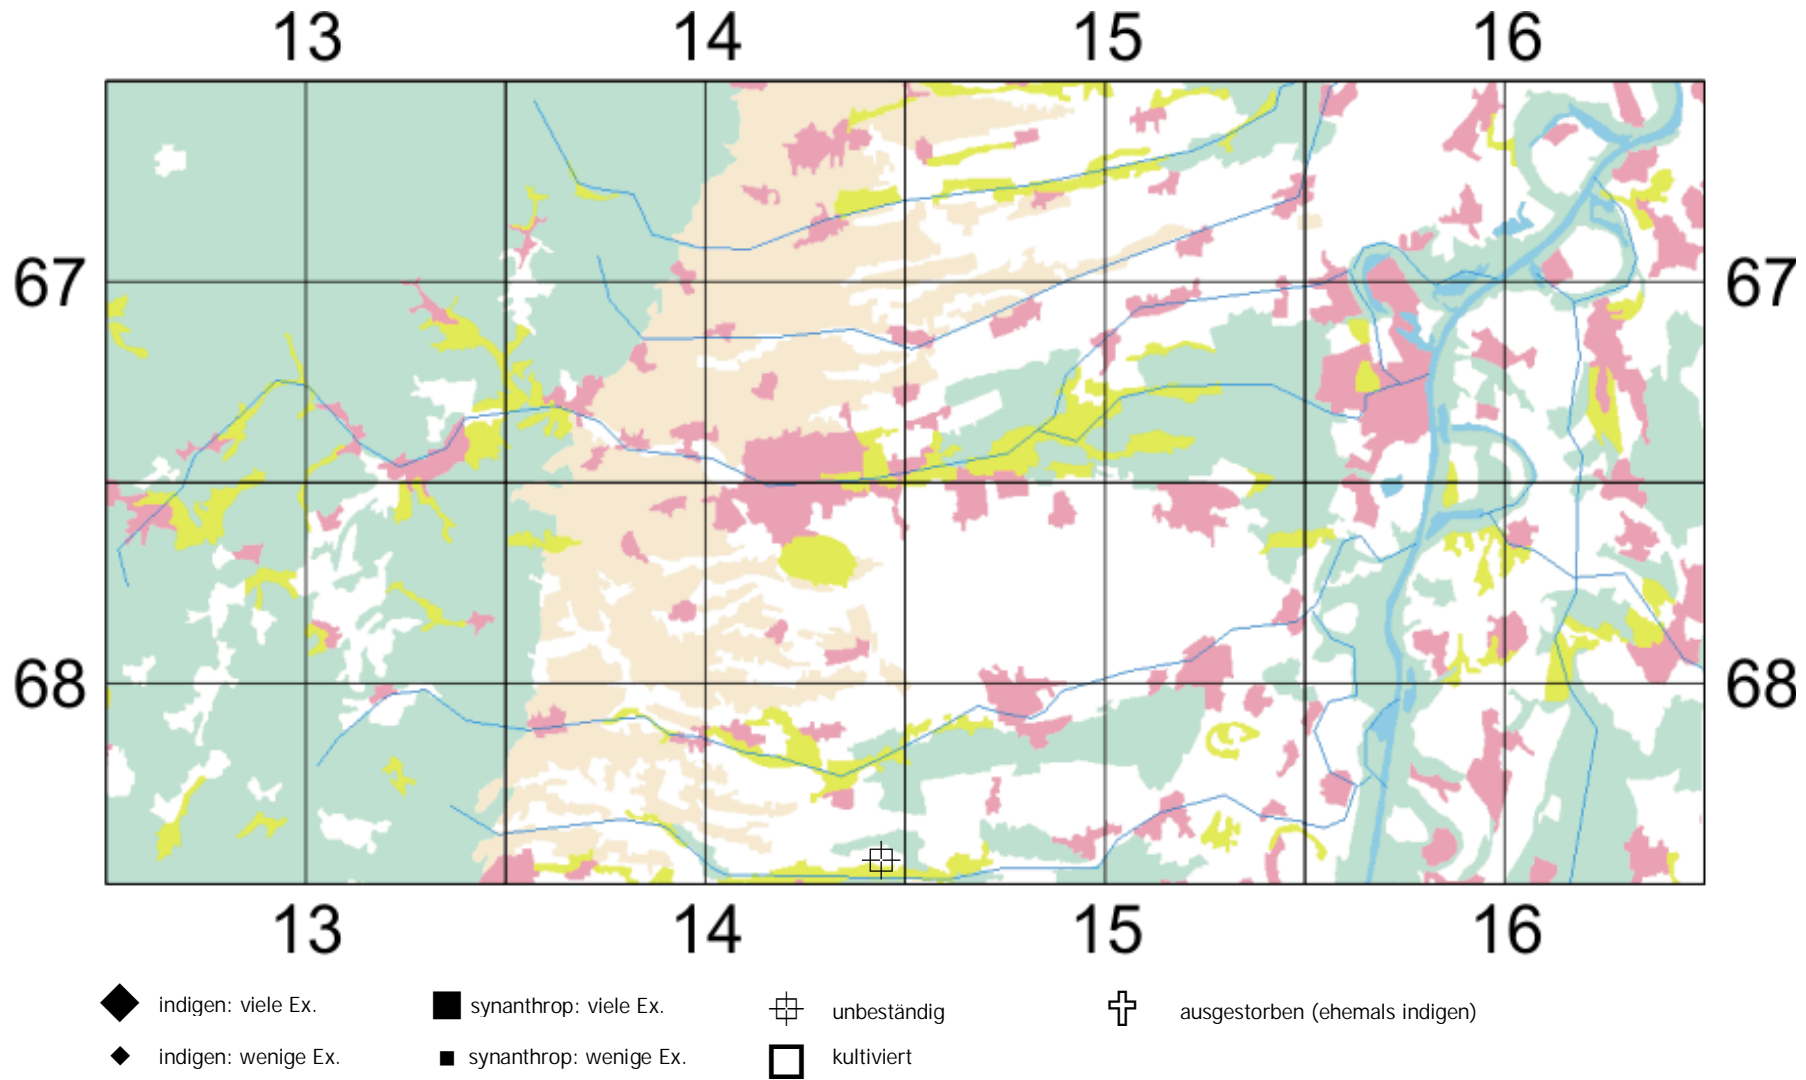 13 14 15 16
67 67
68 68
13 14 15 16
indigen: viele Ex. synanthrop: viele Ex. unbeständig ausgestorben (ehemals indigen)
indigen: wenige Ex. synanthrop: wenige Ex. kultiviert